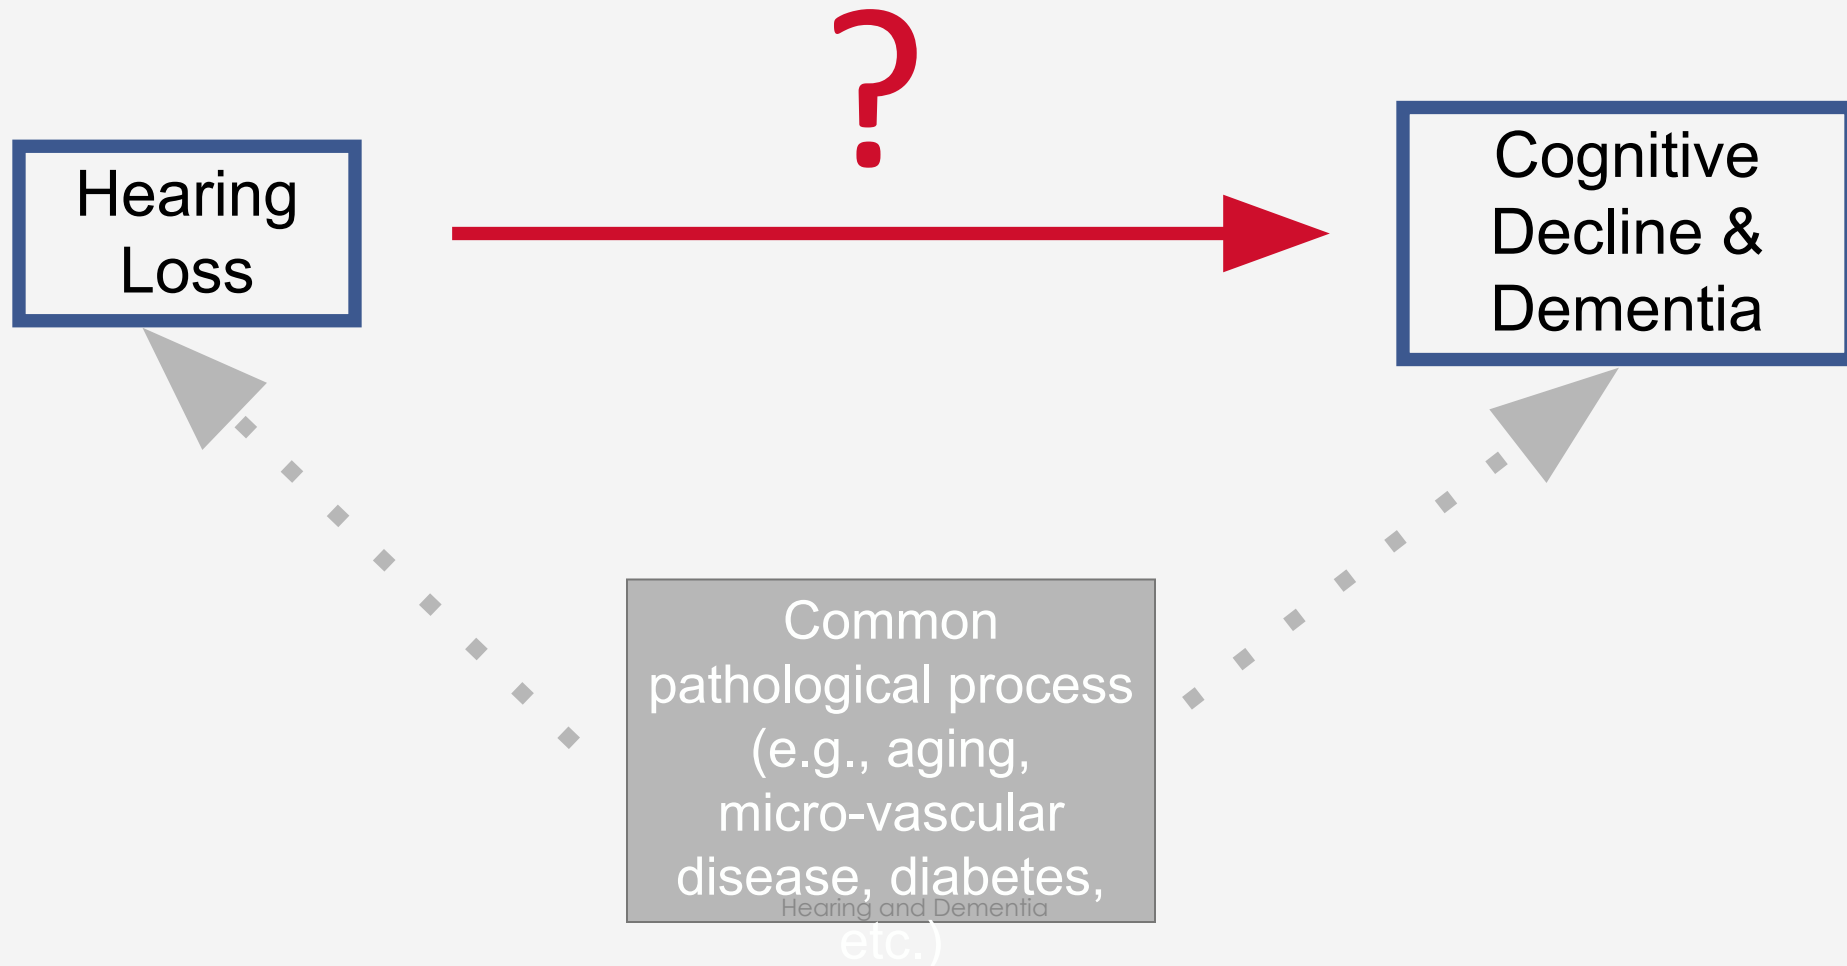 ?
Hearing
Loss
Cognitive
Decline &
Dementia
Common
pathological process
(e.g., aging,
micro-vascular
disease, diabetes,
Hearing and Dementia
etc.)